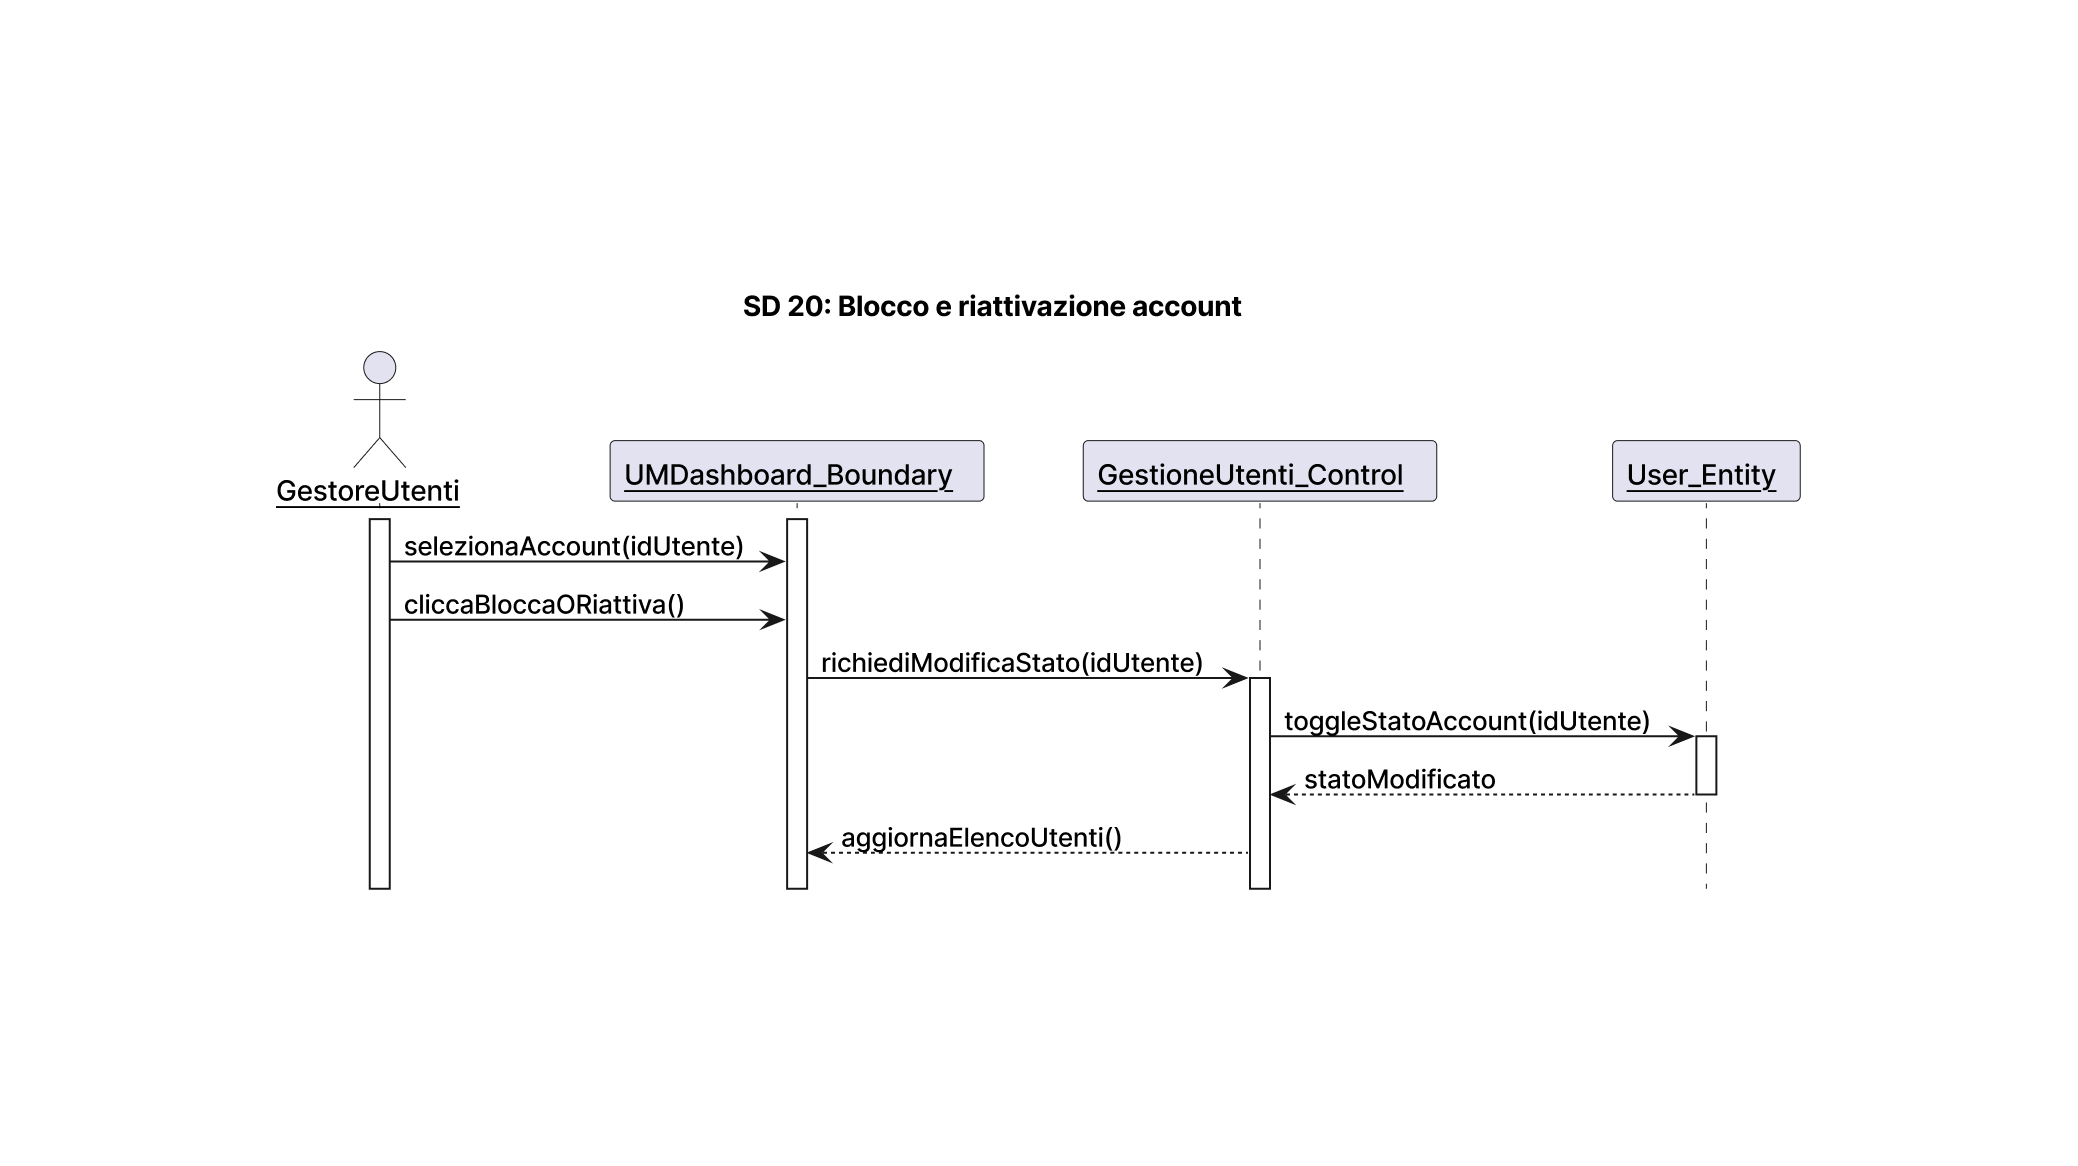 SD 20: Blocco e riattivazione account
GestoreUtenti
UMDashboard_Boundary
GestioneUtenti_Control
User_Entity
selezionaAccount(idUtente)
cliccaBloccaORiattiva()
richiediModificaStato(idUtente)
toggleStatoAccount(idUtente)
statoModificato
aggiornaElencoUtenti()